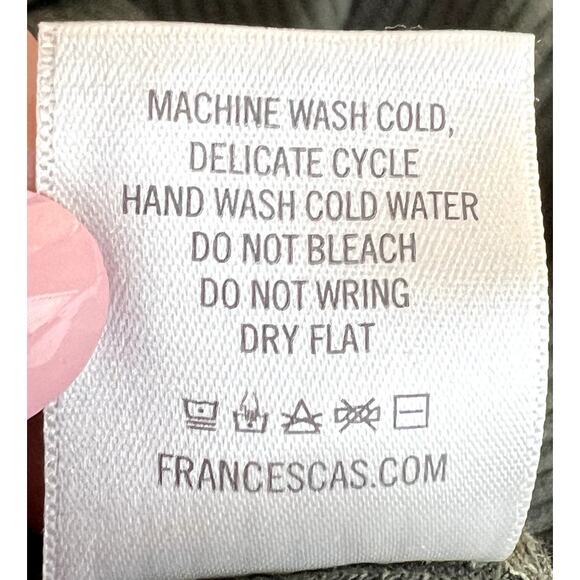 MACHINE WASH COLD,
DELICATE CYCLE
HAND WASH COLD WATER
DO NOT BLEACH
DO NOT WRING
DRY FLAT
FRANCESCAS.COM